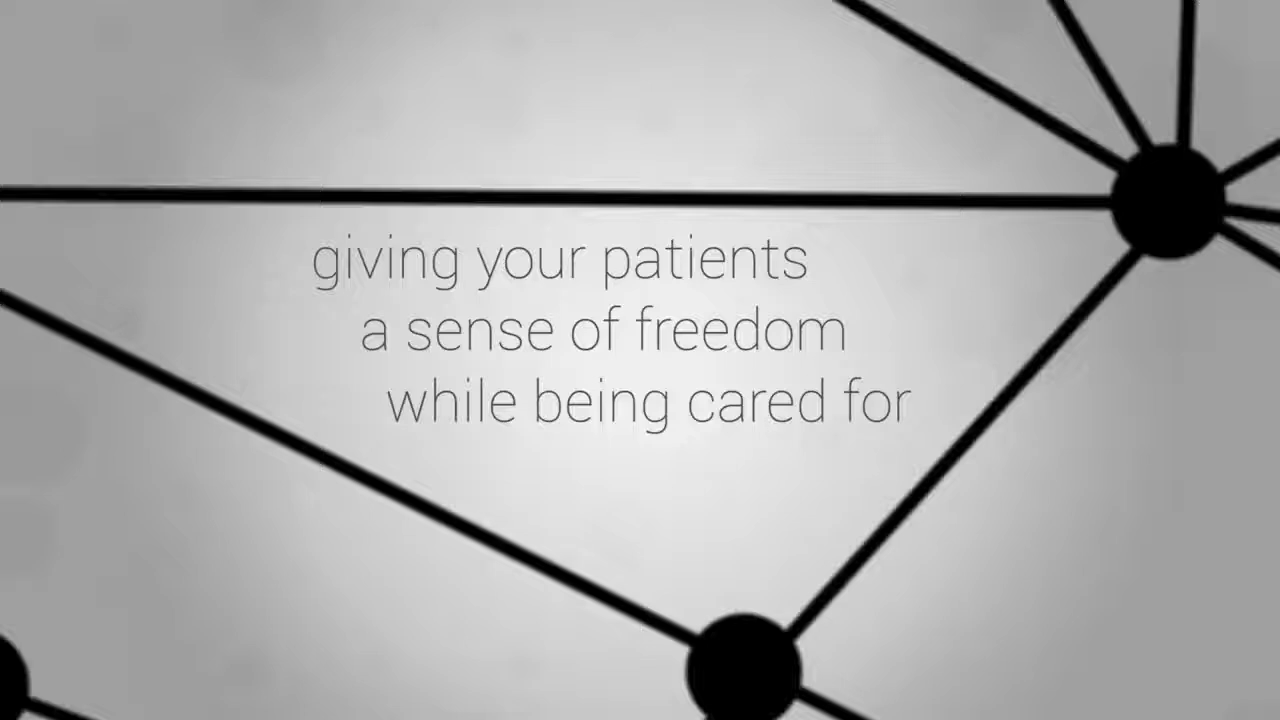 giving your patients
a sense of freedom
while being cared for